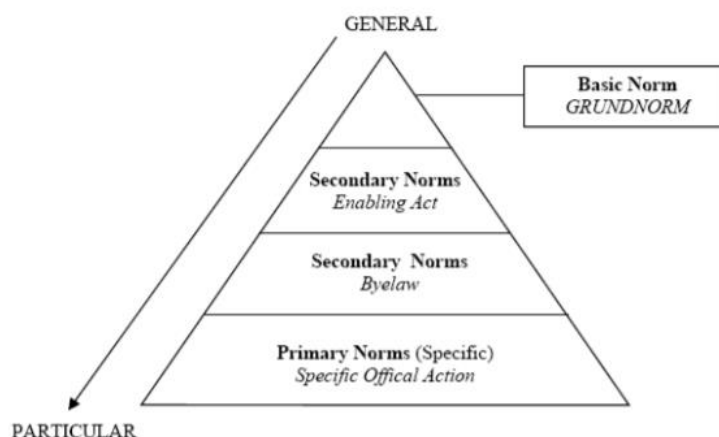 GENERAL
Basic Norm
GRUNDNORM
Secondary Norms
Enabling Act
Secondary Norms
Byelaw
Primary Norms (Specific)
Specific Offical Action
PARTICULAR